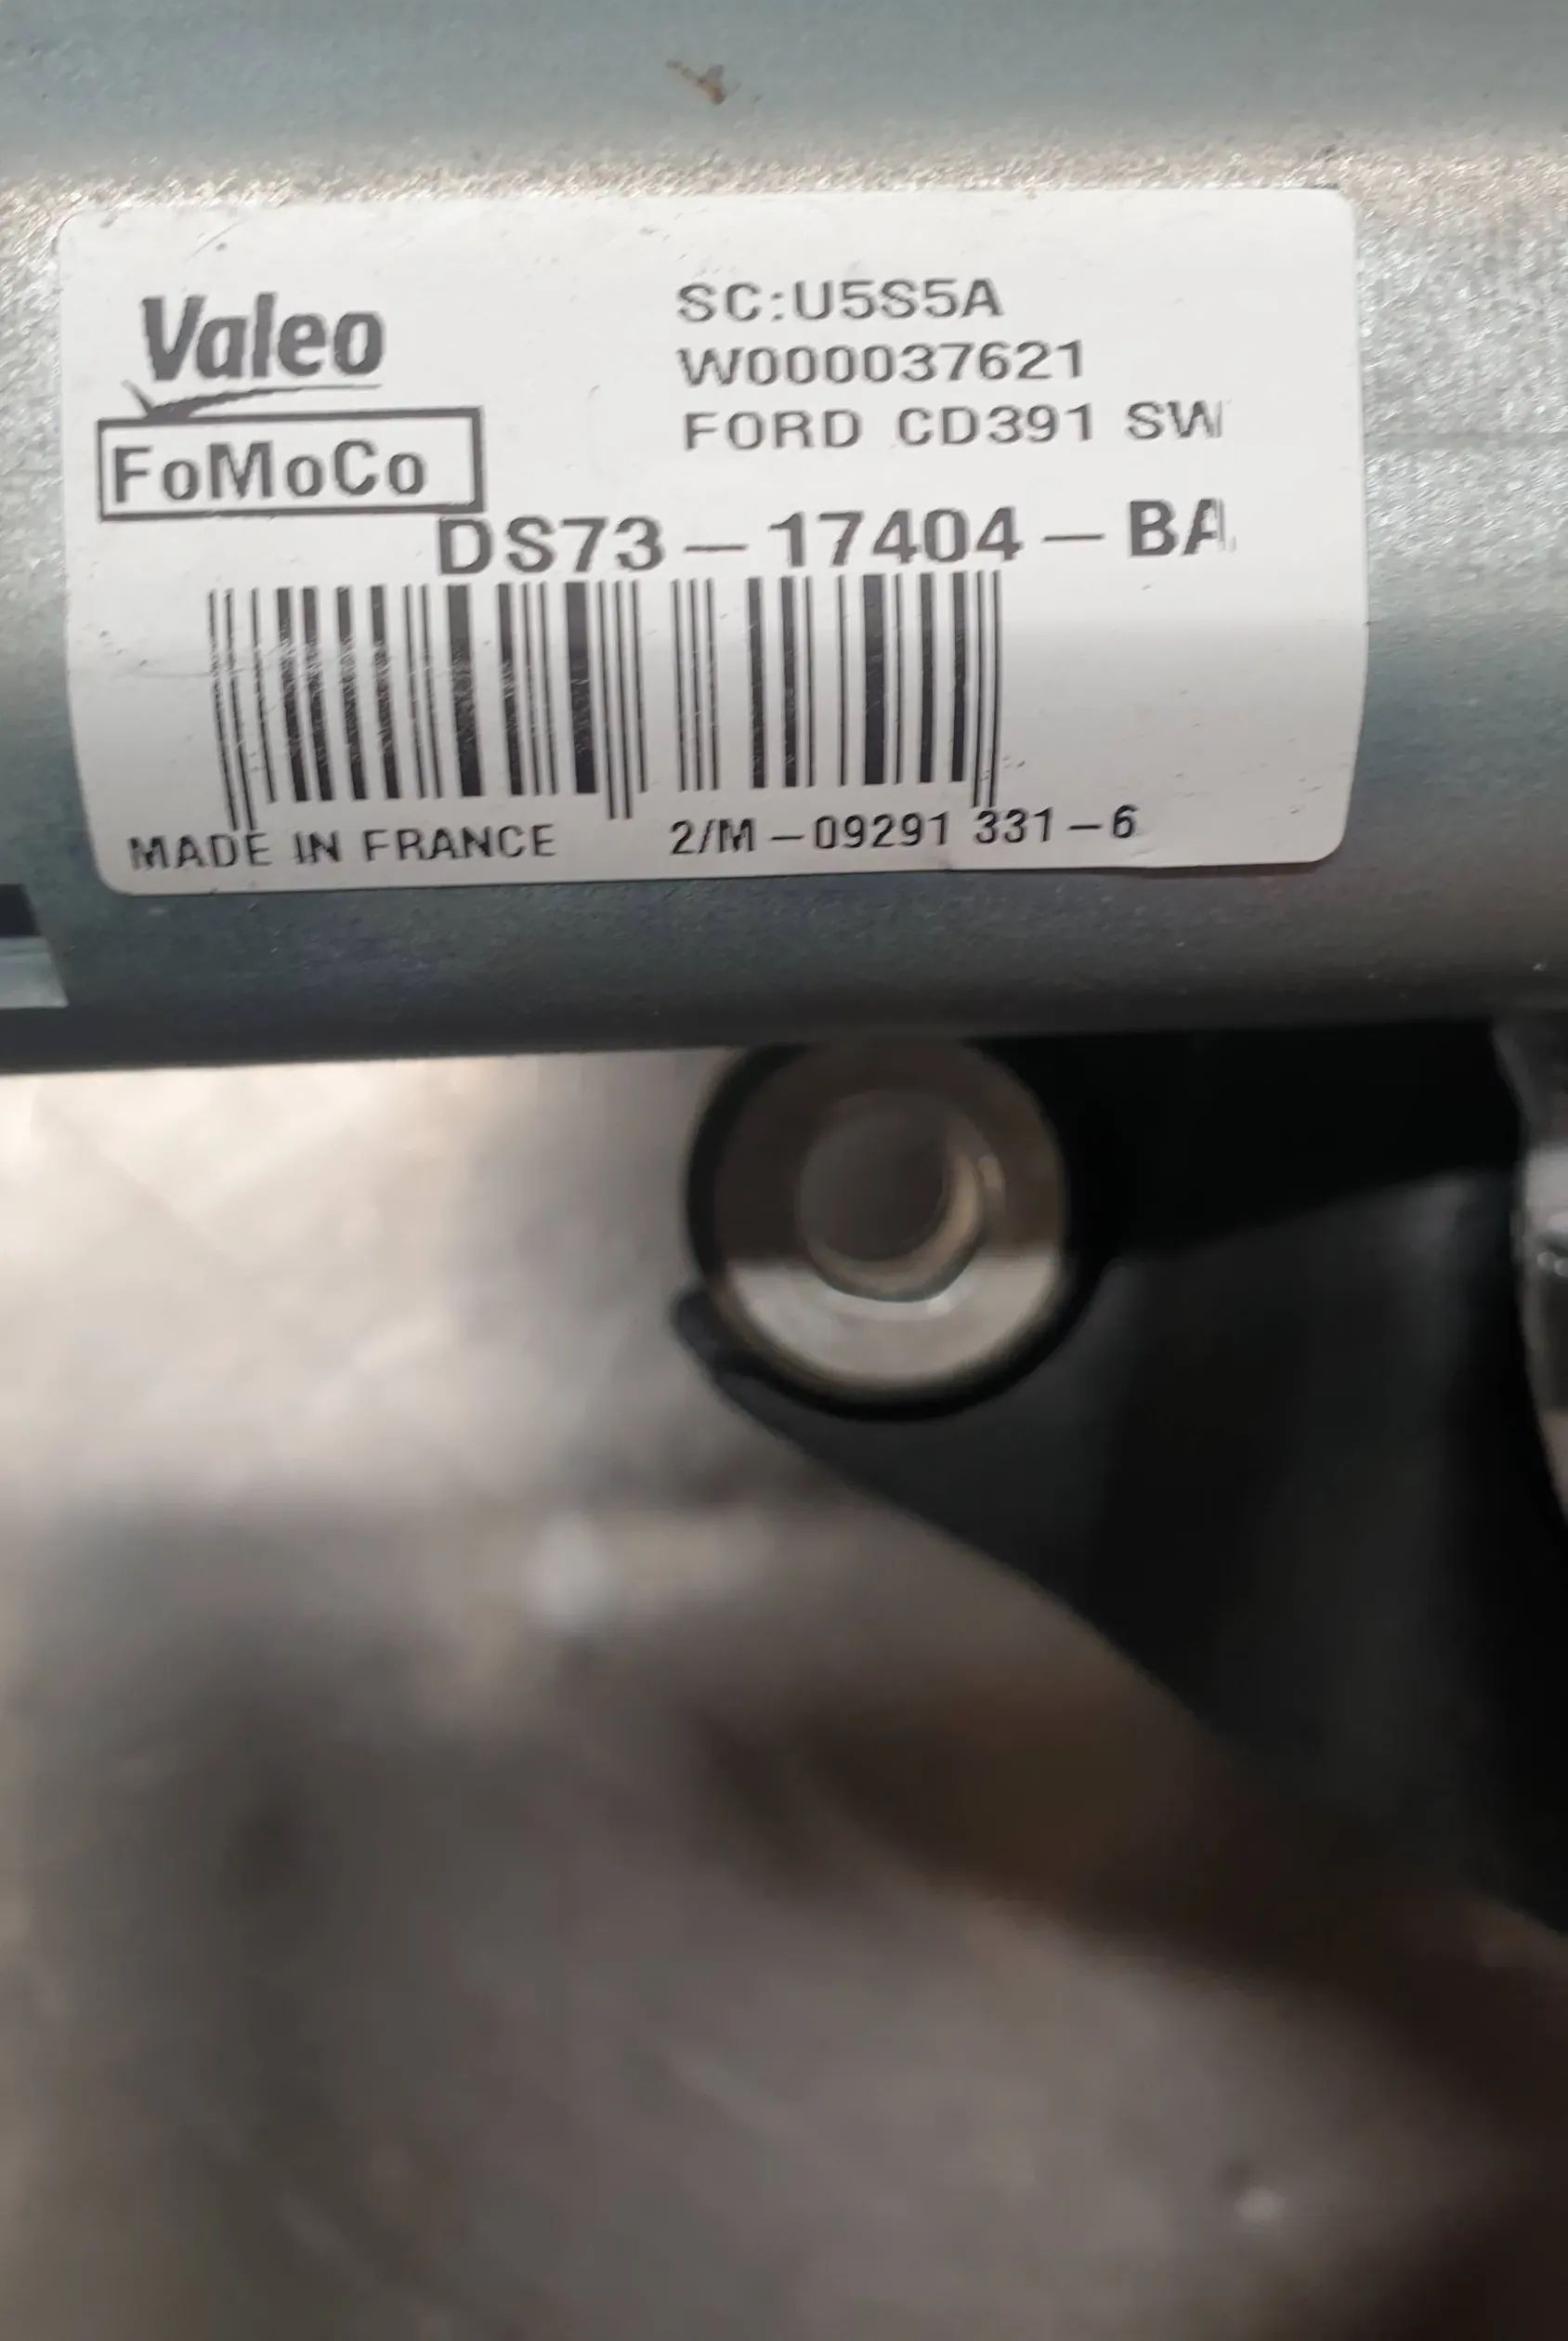 Valeo
FoMoCo
SC:U5S5A
W000037621
FORD CD391 SW
DS73-17404-BA
MADE IN FRANCE 2/M-09291 331-6